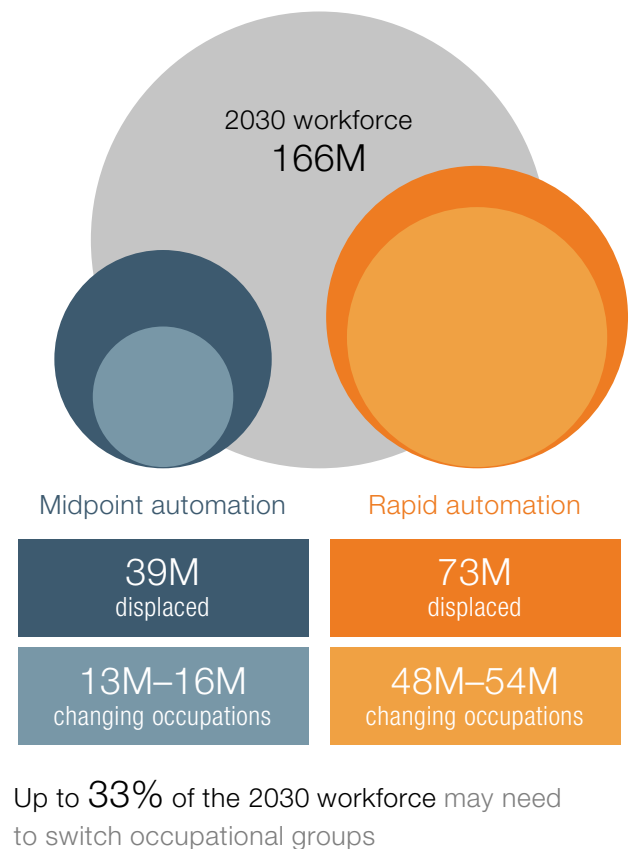 2030 workforce
166M
Midpoint automation
Rapid automation
39M
displaced
73M
displaced
13M–16M
changing occupations
48M–54M
changing occupations
Up to 33% of the 2030 workforce may need
to switch occupational groups